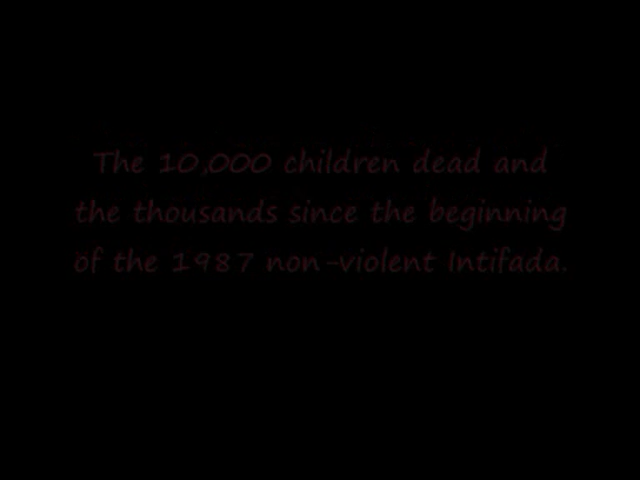 The 10,000 children dead and
the thousands since the beginning
of the 1987 non-violent Intifada.